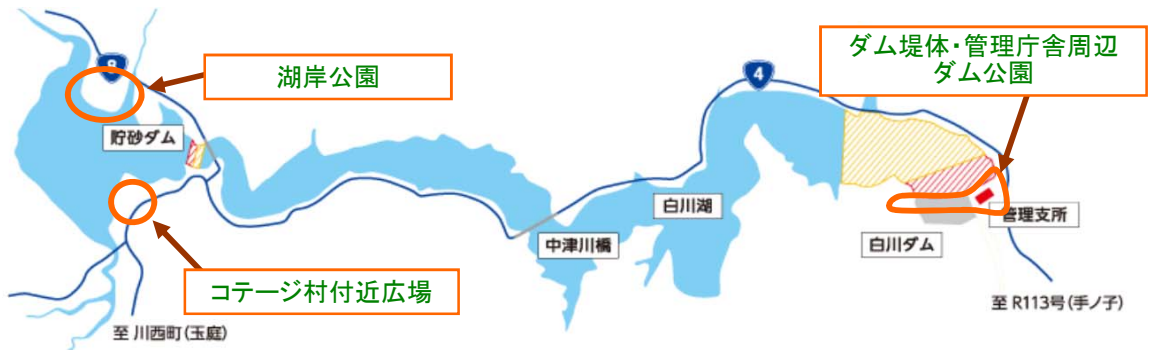 8
湖岸公園
貯砂ダム
コテージ村付近広場
至 川西町(玉庭)
中津川橋
白川湖
4
ダム堤体・管理庁舎周辺
ダム公園
管理支所
白川ダム
至 R113号(手ノ子)